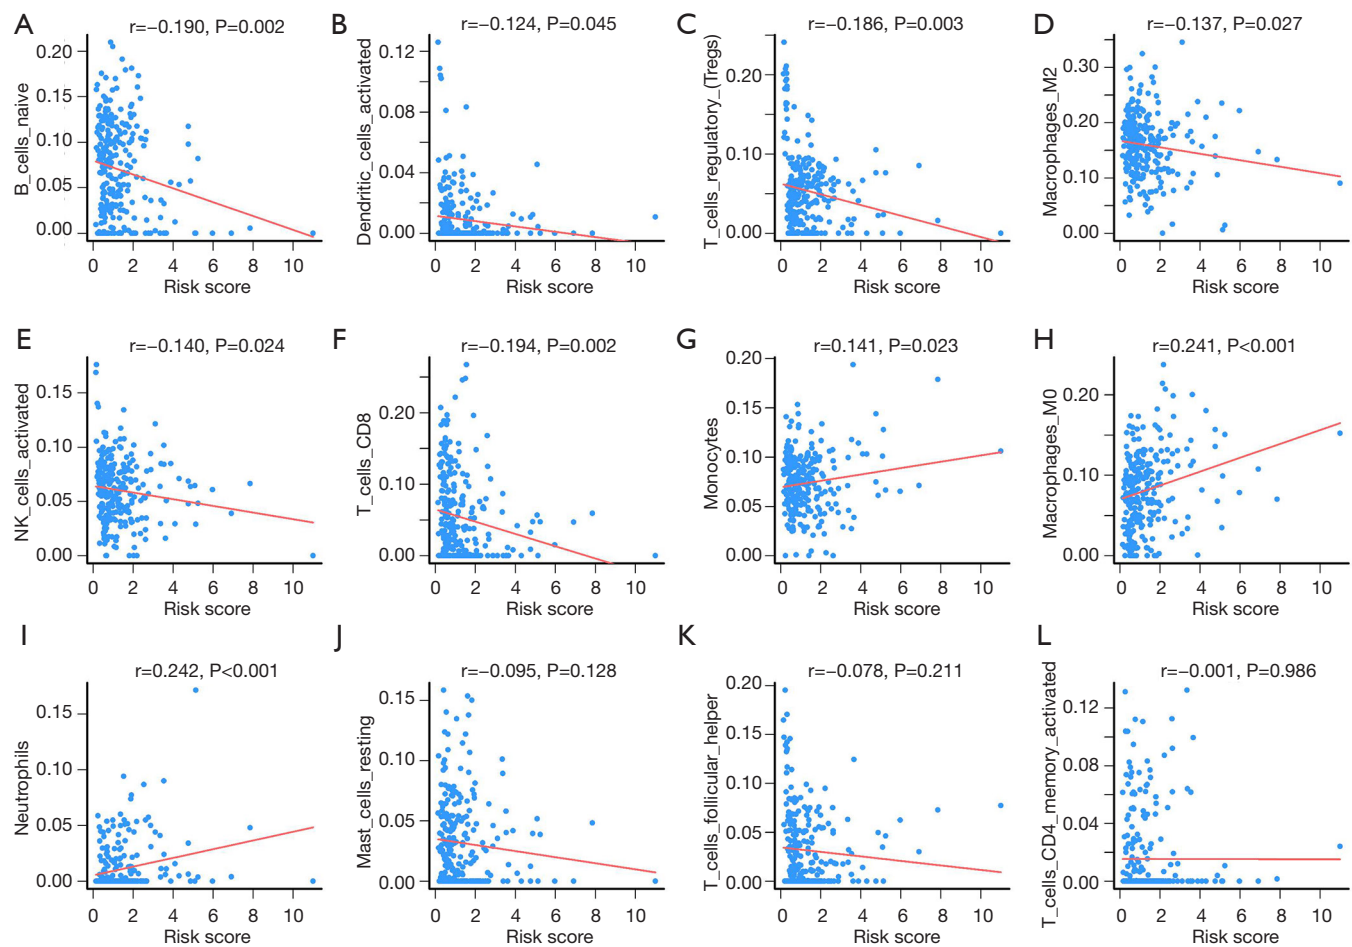 A
r=−0.190, P=0.002
B_cells_naive
0.20
0.15
0.10
0.05
0.00
0 2 4 6 8 10
Risk score
B
r=−0.124, P=0.045
Dendritic_cells_activated
0.12
0.08
0.04
0.00
0 2 4 6 8 10
Risk score
C
r=−0.186, P=0.003
T_cells_regulatory_(Tregs)
0.20
0.10
0.00
0 2 4 6 8 10
Risk score
D
r=−0.137, P=0.027
Macrophages_M2
0.30
0.20
0.10
0.00
0 2 4 6 8 10
Risk score
E
r=−0.140, P=0.024
NK_cells_activated
0.15
0.10
0.05
0.00
0 2 4 6 8 10
Risk score
F
r=−0.194, P=0.002
T_cells_CD8
0.20
0.10
0.00
0 2 4 6 8 10
Risk score
G
r=0.141, P=0.023
Monocytes
0.20
0.15
0.10
0.05
0.00
0 2 4 6 8 10
Risk score
H
r=0.241, P<0.001
Macrophages_M0
0.20
0.10
0.00
0 2 4 6 8 10
Risk score
I
r=0.242, P<0.001
Neutrophils
0.15
0.10
0.05
0.00
0 2 4 6 8 10
Risk score
J
r=−0.095, P=0.128
Mast_cells_resting
0.15
0.10
0.05
0.00
0 2 4 6 8 10
Risk score
K
r=−0.078, P=0.211
T_cells_follicular_helper
0.20
0.15
0.10
0.05
0.00
0 2 4 6 8 10
Risk score
L
r=−0.001, P=0.986
T_cells_CD4_memory_activated
0.12
0.08
0.04
0.00
0 2 4 6 8 10
Risk score